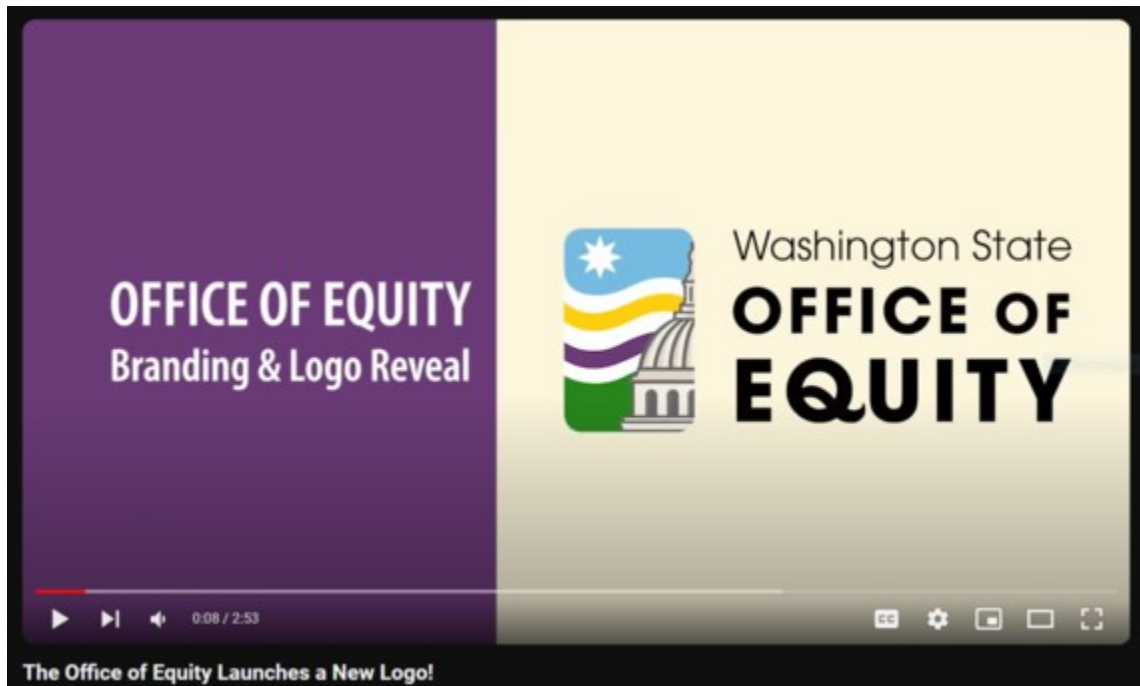 OFFICE OF EQUITY
Branding & Logo Reveal
Washington State
OFFICE OF
EQUITY
0:08 / 2:53
CC
The Office of Equity Launches a New Logo!